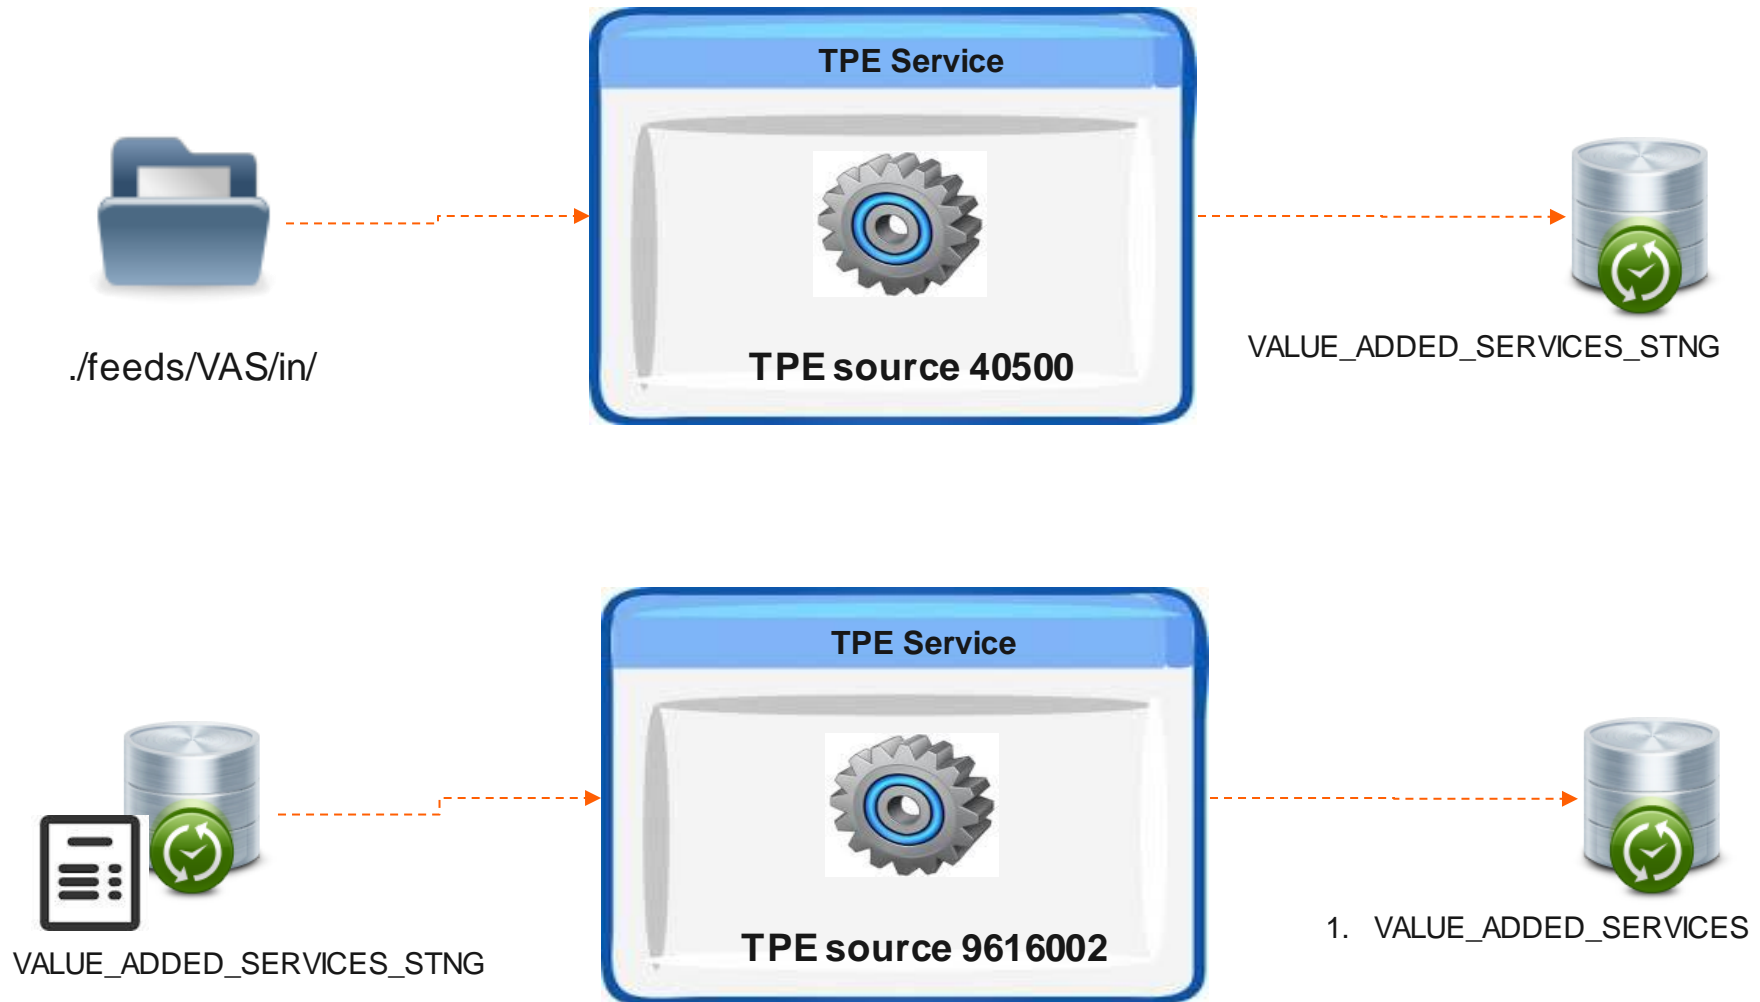 TPE Service
./feeds/VAS/in/
TPE source 40500
VALUE_ADDED_SERVICES_STNG
TPE Service
VALUE_ADDED_SERVICES_STNG
TPE source 9616002
1. VALUE_ADDED_SERVICES